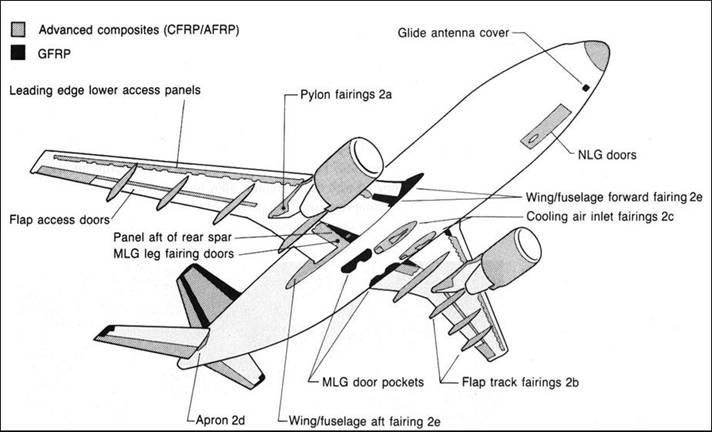 Advanced composites (CFRP/AFRP)
GFRP
Glide antenna cover
Leading edge lower access panels
Pylon fairings 2a
NLG doors
Wing/fuselage forward fairing 2e
Cooling air inlet fairings 2c
Flap access doors
Panel aft of rear spar
MLG leg fairing doors
MLG door pockets
Flap track fairings 2b
Apron 2d
Wing/fuselage aft fairing 2e